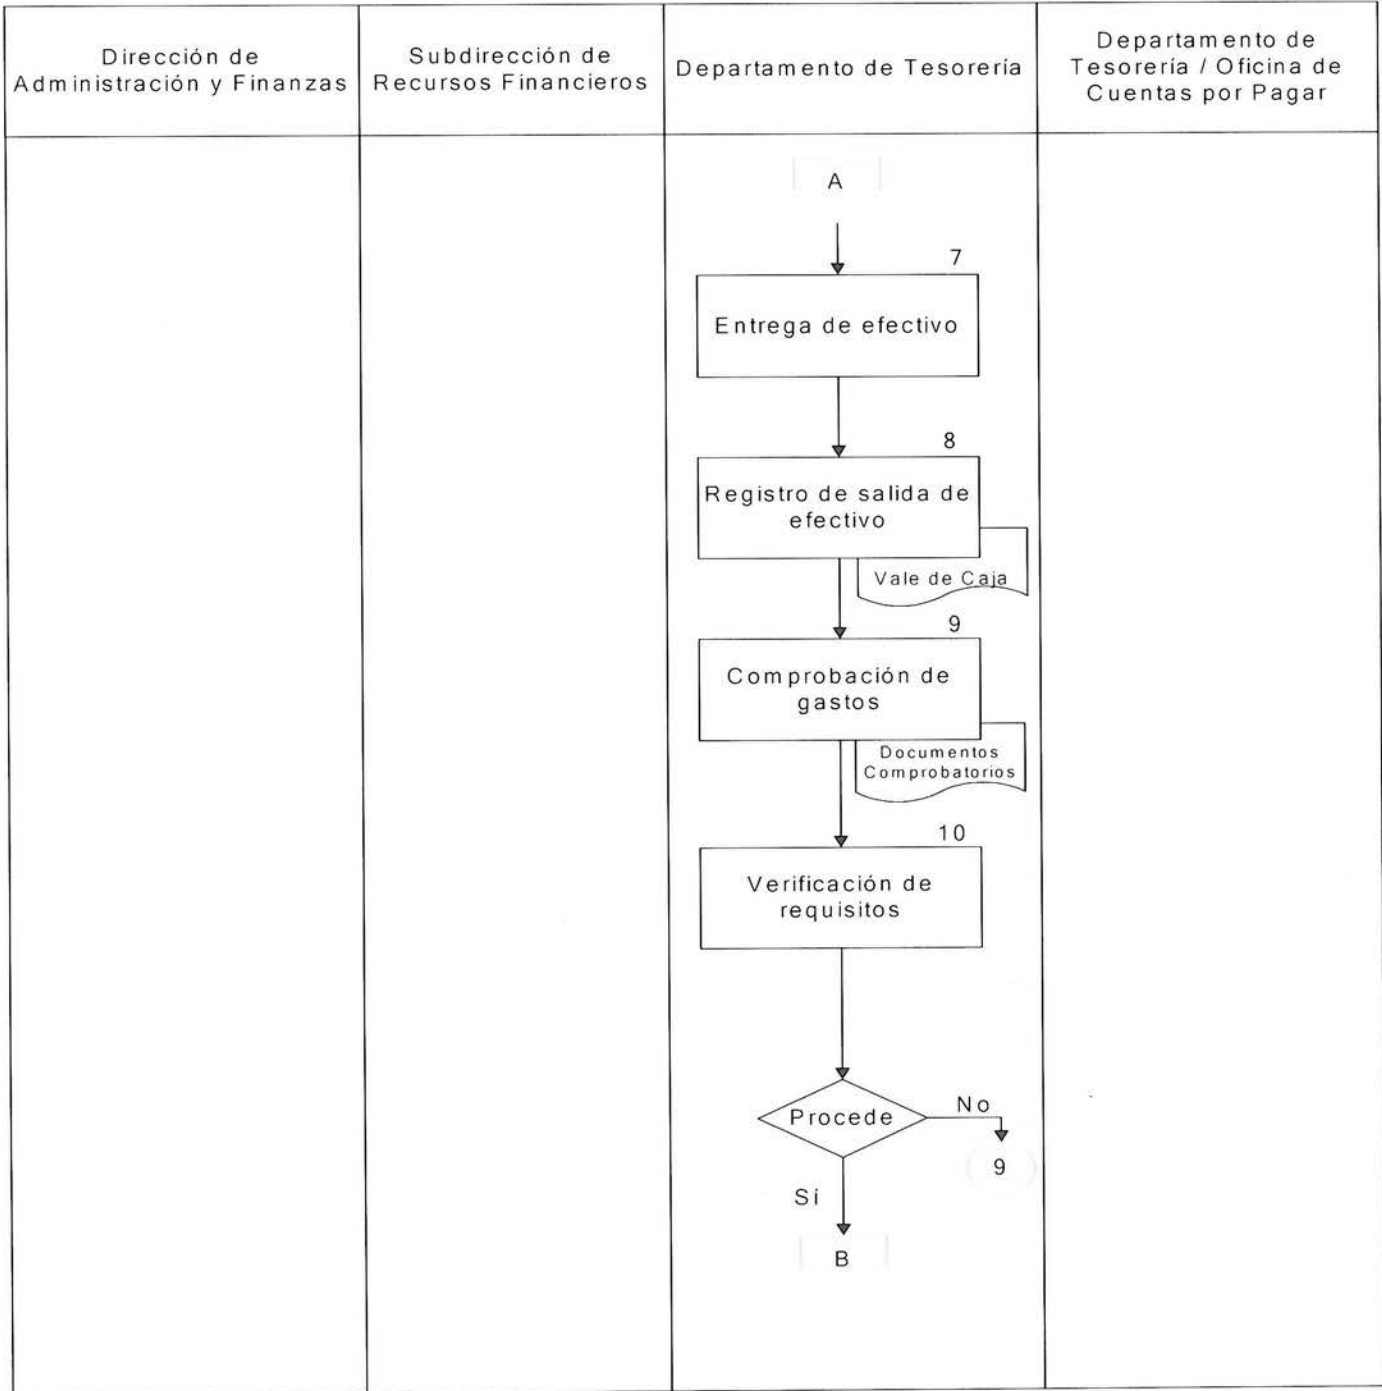 Dirección de
Administración y Finanzas
Subdirección de
Recursos Financieros
Departamento de Tesorería
Departamento de
Tesorería / Oficina de
Cuentas por Pagar
A
7
Entrega de efectivo
8
Registro de salida de
efectivo
Vale de Caja
9
Comprobación de
gastos
Documentos
Comprobatorios
10
Verificación de
requisitos
Procede
No
9
Si
B